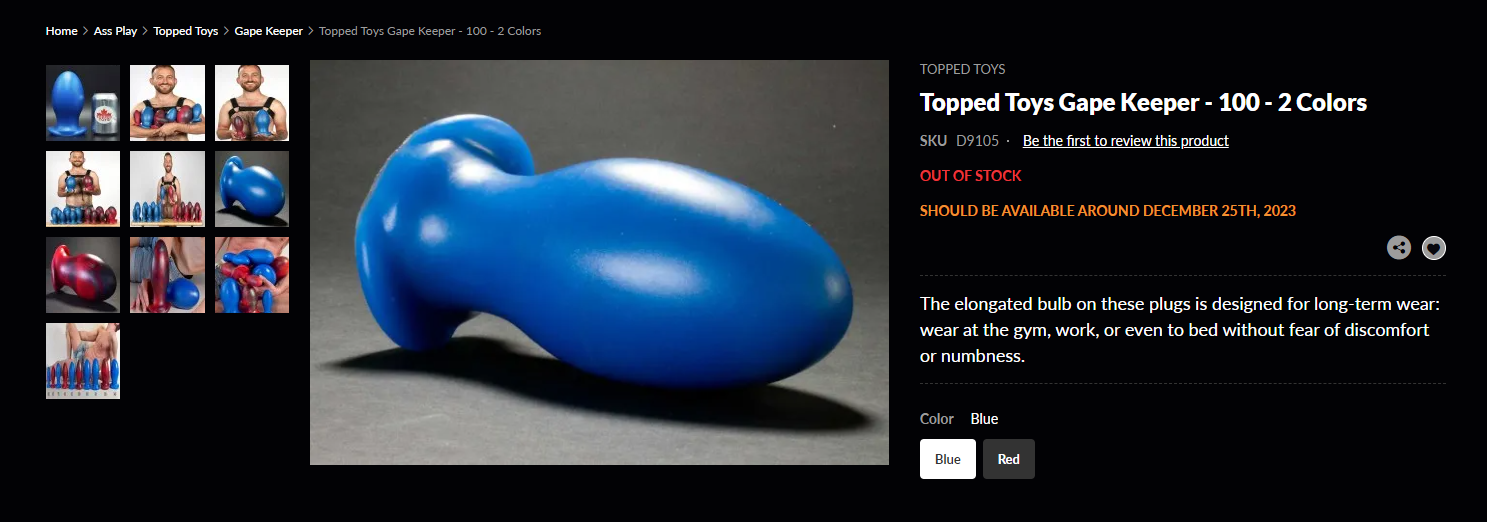 Home > Ass Play > Topped Toys > Gape Keeper > Topped Toys Gape Keeper - 100 - 2 Colors
TOPPED TOYS
Topped Toys Gape Keeper - 100 - 2 Colors
SKU D9105 · Be the first to review this product
OUT OF STOCK
SHOULD BE AVAILABLE AROUND DECEMBER 25TH, 2023
The elongated bulb on these plugs is designed for long-term wear:
wear at the gym, work, or even to bed without fear of discomfort
or numbness.
Color Blue
Blue Red